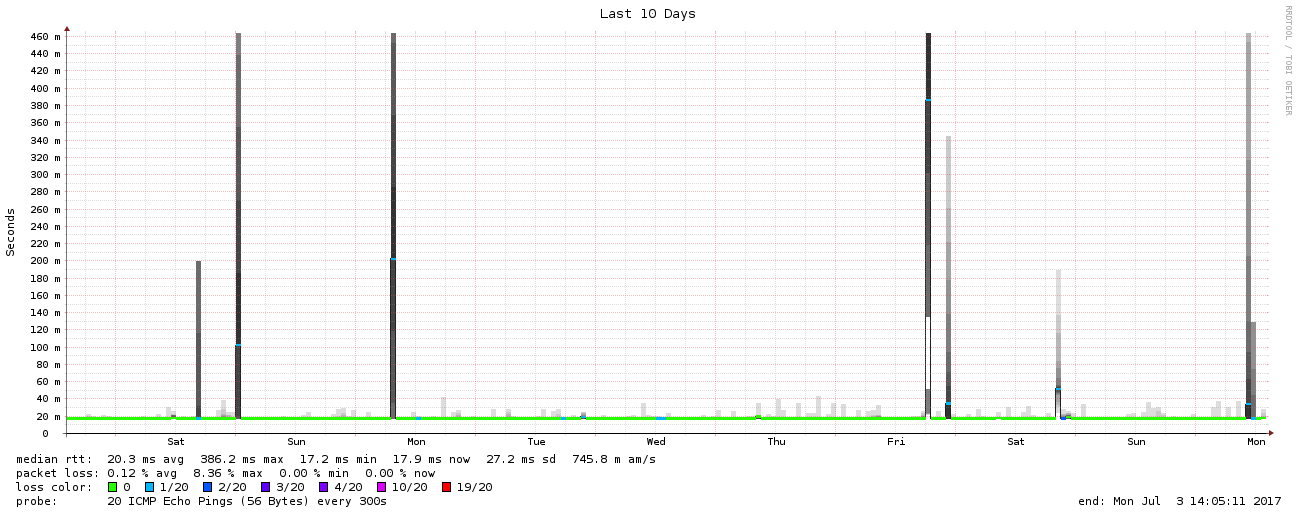 Last 10 Days
RRDTOOL / TOBI OETIKER
Seconds
460 m
440 m
420 m
400 m
380 m
360 m
340 m
320 m
300 m
280 m
260 m
240 m
220 m
200 m
180 m
160 m
140 m
120 m
100 m
80 m
60 m
40 m
20 m
0
Sat Sun Mon Tue Wed Thu Fri Sat Sun Mon
median rtt: 20.3 ms avg 386.2 ms max 17.2 ms min 17.9 ms now 27.2 ms sd 745.8 m am/s
packet loss: 0.12 % avg 8.36 % max 0.00 % min 0.00 % now
loss color: 0 1/20 2/20 3/20 4/20 10/20 19/20
probe: 20 ICMP Echo Pings (56 Bytes) every 300s end: Mon Jul 3 14:05:11 2017